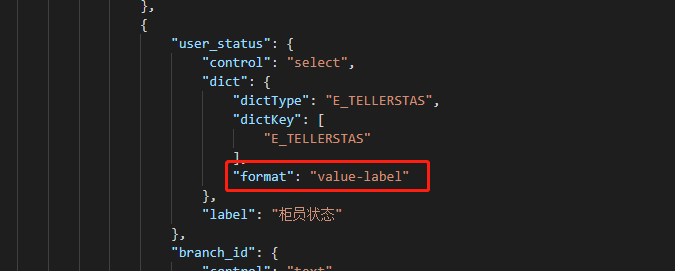 },
{
"user_status": {
"control": "select",
"dict": {
"dictType": "E_TELLERSTAS",
"dictKey": [
"E_TELLERSTAS"
],
"format": "value-label"
},
"label": "柜员状态"
},
"branch_id": {
"control": "text",